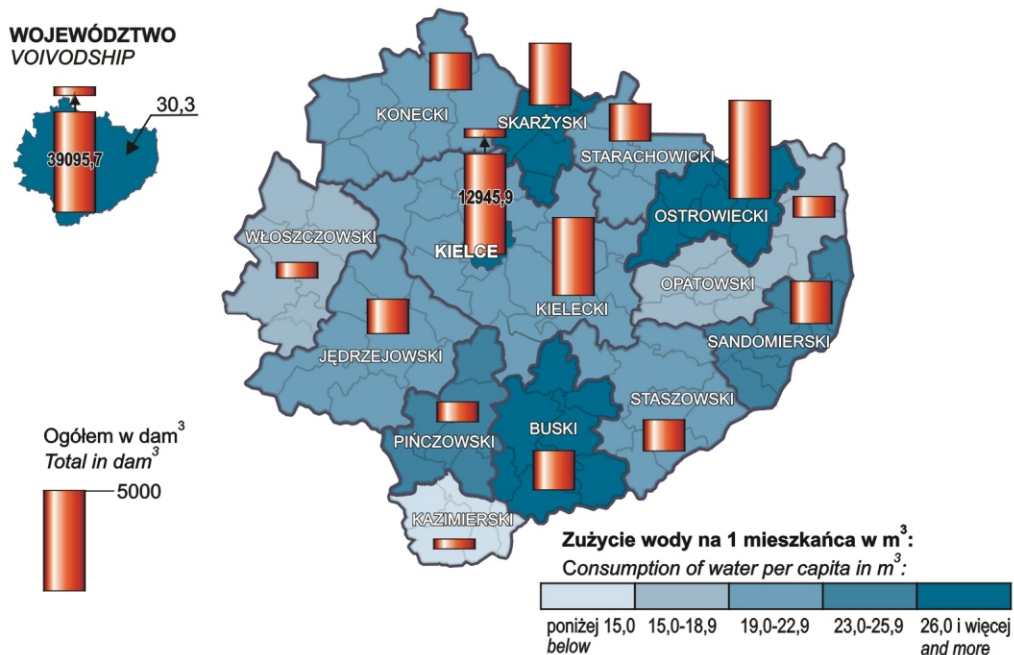 WOJEWÓDZTWO
VOIVODSHIP
30,3
39095,7
KONECKI
SKARŻYSKI
STARACHOWICKI
12945,9
OSTROWIECKI
WŁOSZCZOWSKI
KIELCE
OPATOWSKI
KIELECKI
SANDOMIERSKI
JĘDRZEJOWSKI
STASZOWSKI
PIŃCZOWSKI
BUSKI
KAZIMIERSKI
Ogółem w dam³
Total in dam³
5000
Zużycie wody na 1 mieszkańca w m³:
Consumption of water per capita in m³:
poniżej 15,0 15,0-18,9 19,0-22,9 23,0-25,9 26,0 i więcej
below and more